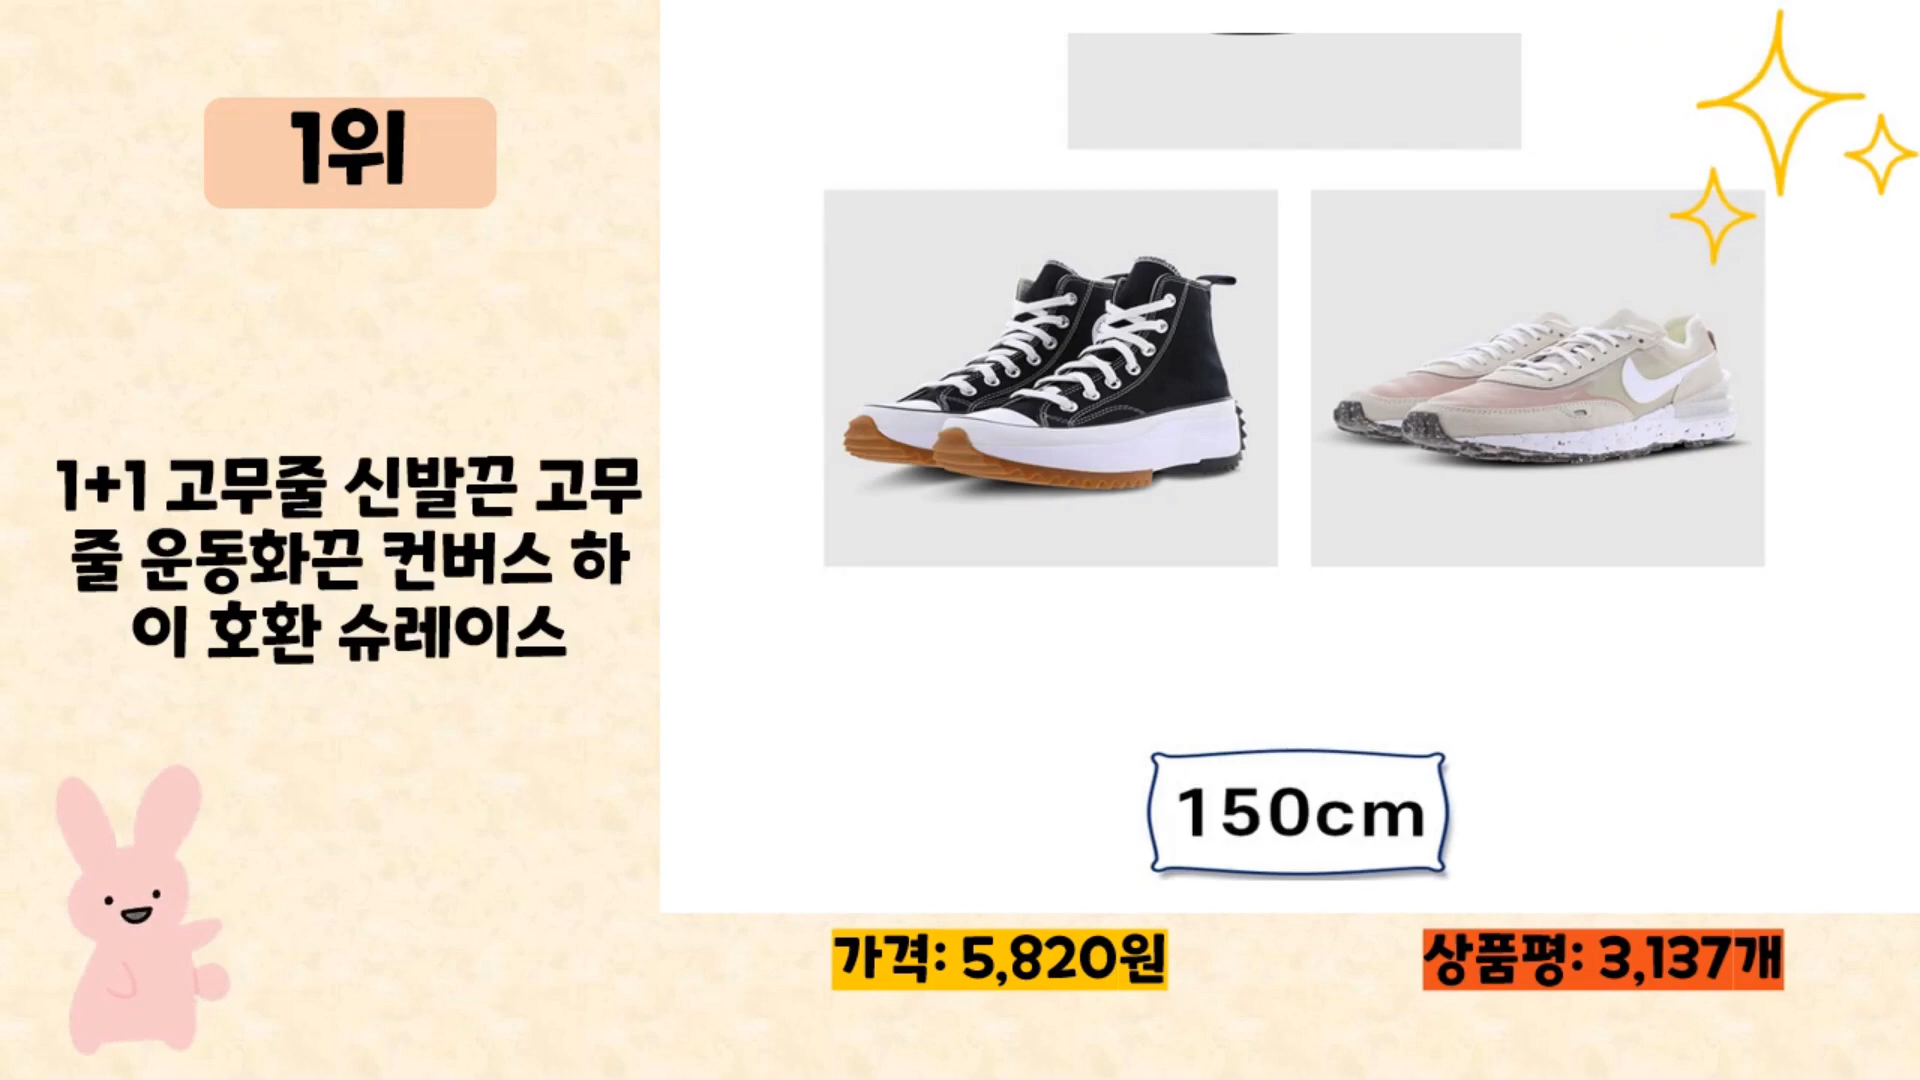 1위
1+1 고무줄 신발끈 고무
줄 운동화끈 컨버스 하
이 호환 슈레이스
150cm
가격: 5,820원
상품평: 3,137개